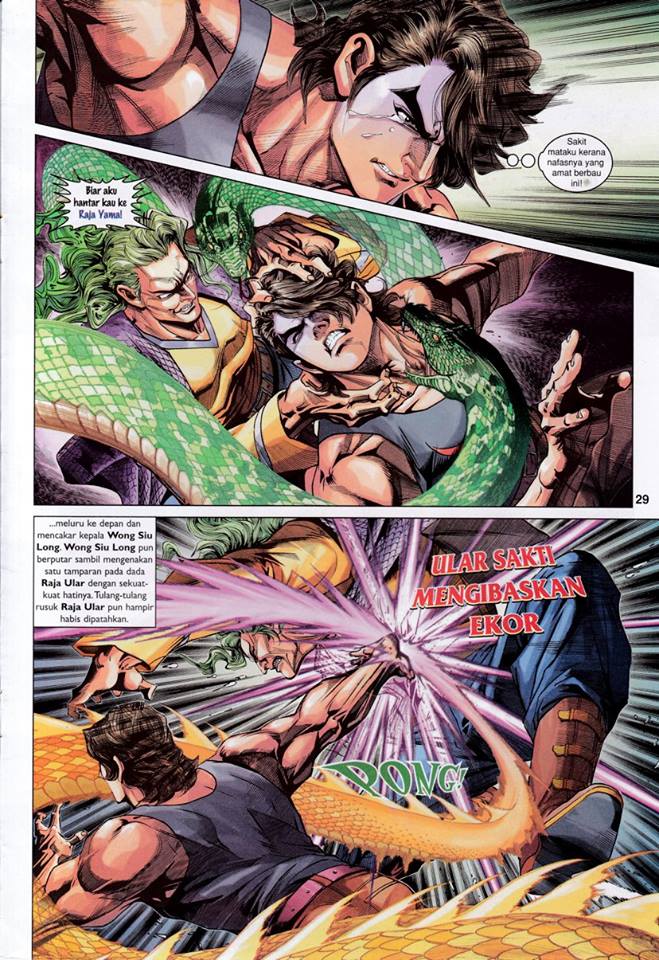 Sakit
mataku kerana
nafasnya yang
amat berbau
ini!
Biar aku
hantar kau ke
Raja Yama!
29
...meluru ke depan dan
mencakar kepala Wong Siu
Long. Wong Siu Long pun
berputar sambil mengenakan
satu tamparan pada dada
Raja Ular dengan sekuat-
kuat hatinya. Tulang-tulang
rusuk Raja Ular pun hampir
habis dipatahkan.
ULAR SAKTI
MENGIBASKAN
EKOR
PONG!